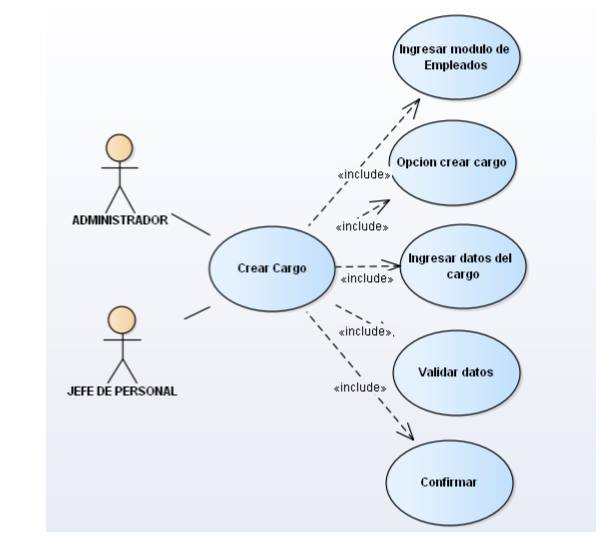 Ingresar modulo de
Empleados
«include»
Opcion crear cargo
ADMINISTRADOR
«include»
Crear Cargo
Ingresar datos del
cargo
«include»
«include»
Validar datos
JEFE DE PERSONAL
«include»
Confirmar